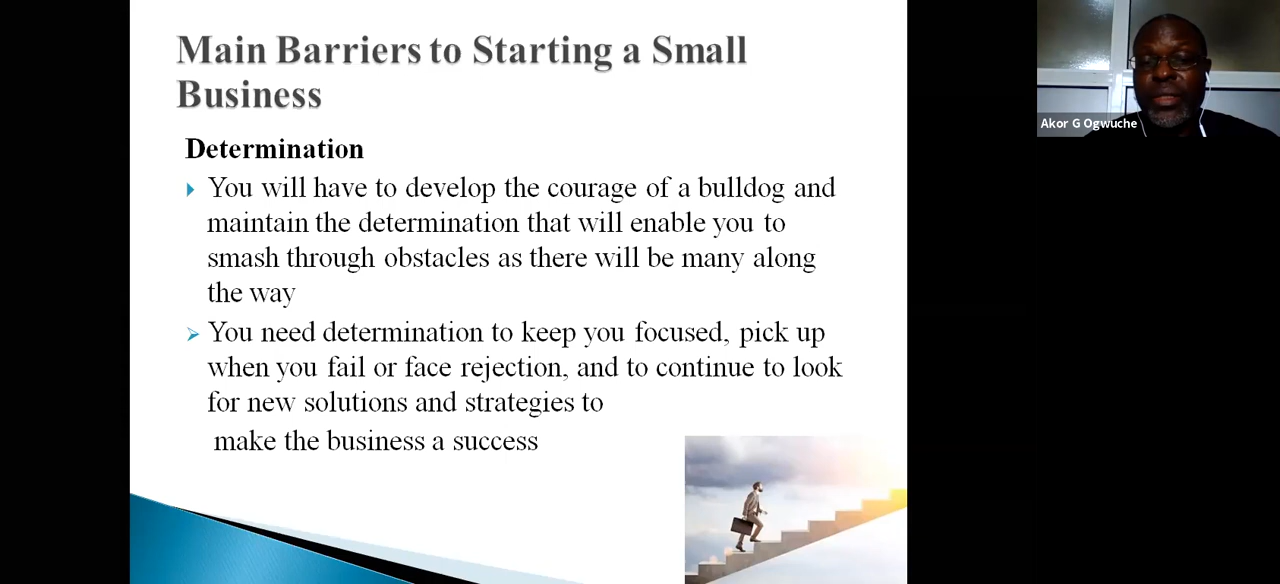 Main Barriers to Starting a Small
Business
Determination
You will have to develop the courage of a bulldog and
maintain the determination that will enable you to
smash through obstacles as there will be many along
the way
You need determination to keep you focused, pick up
when you fail or face rejection, and to continue to look
for new solutions and strategies to
make the business a success
Akor G Ogwuche